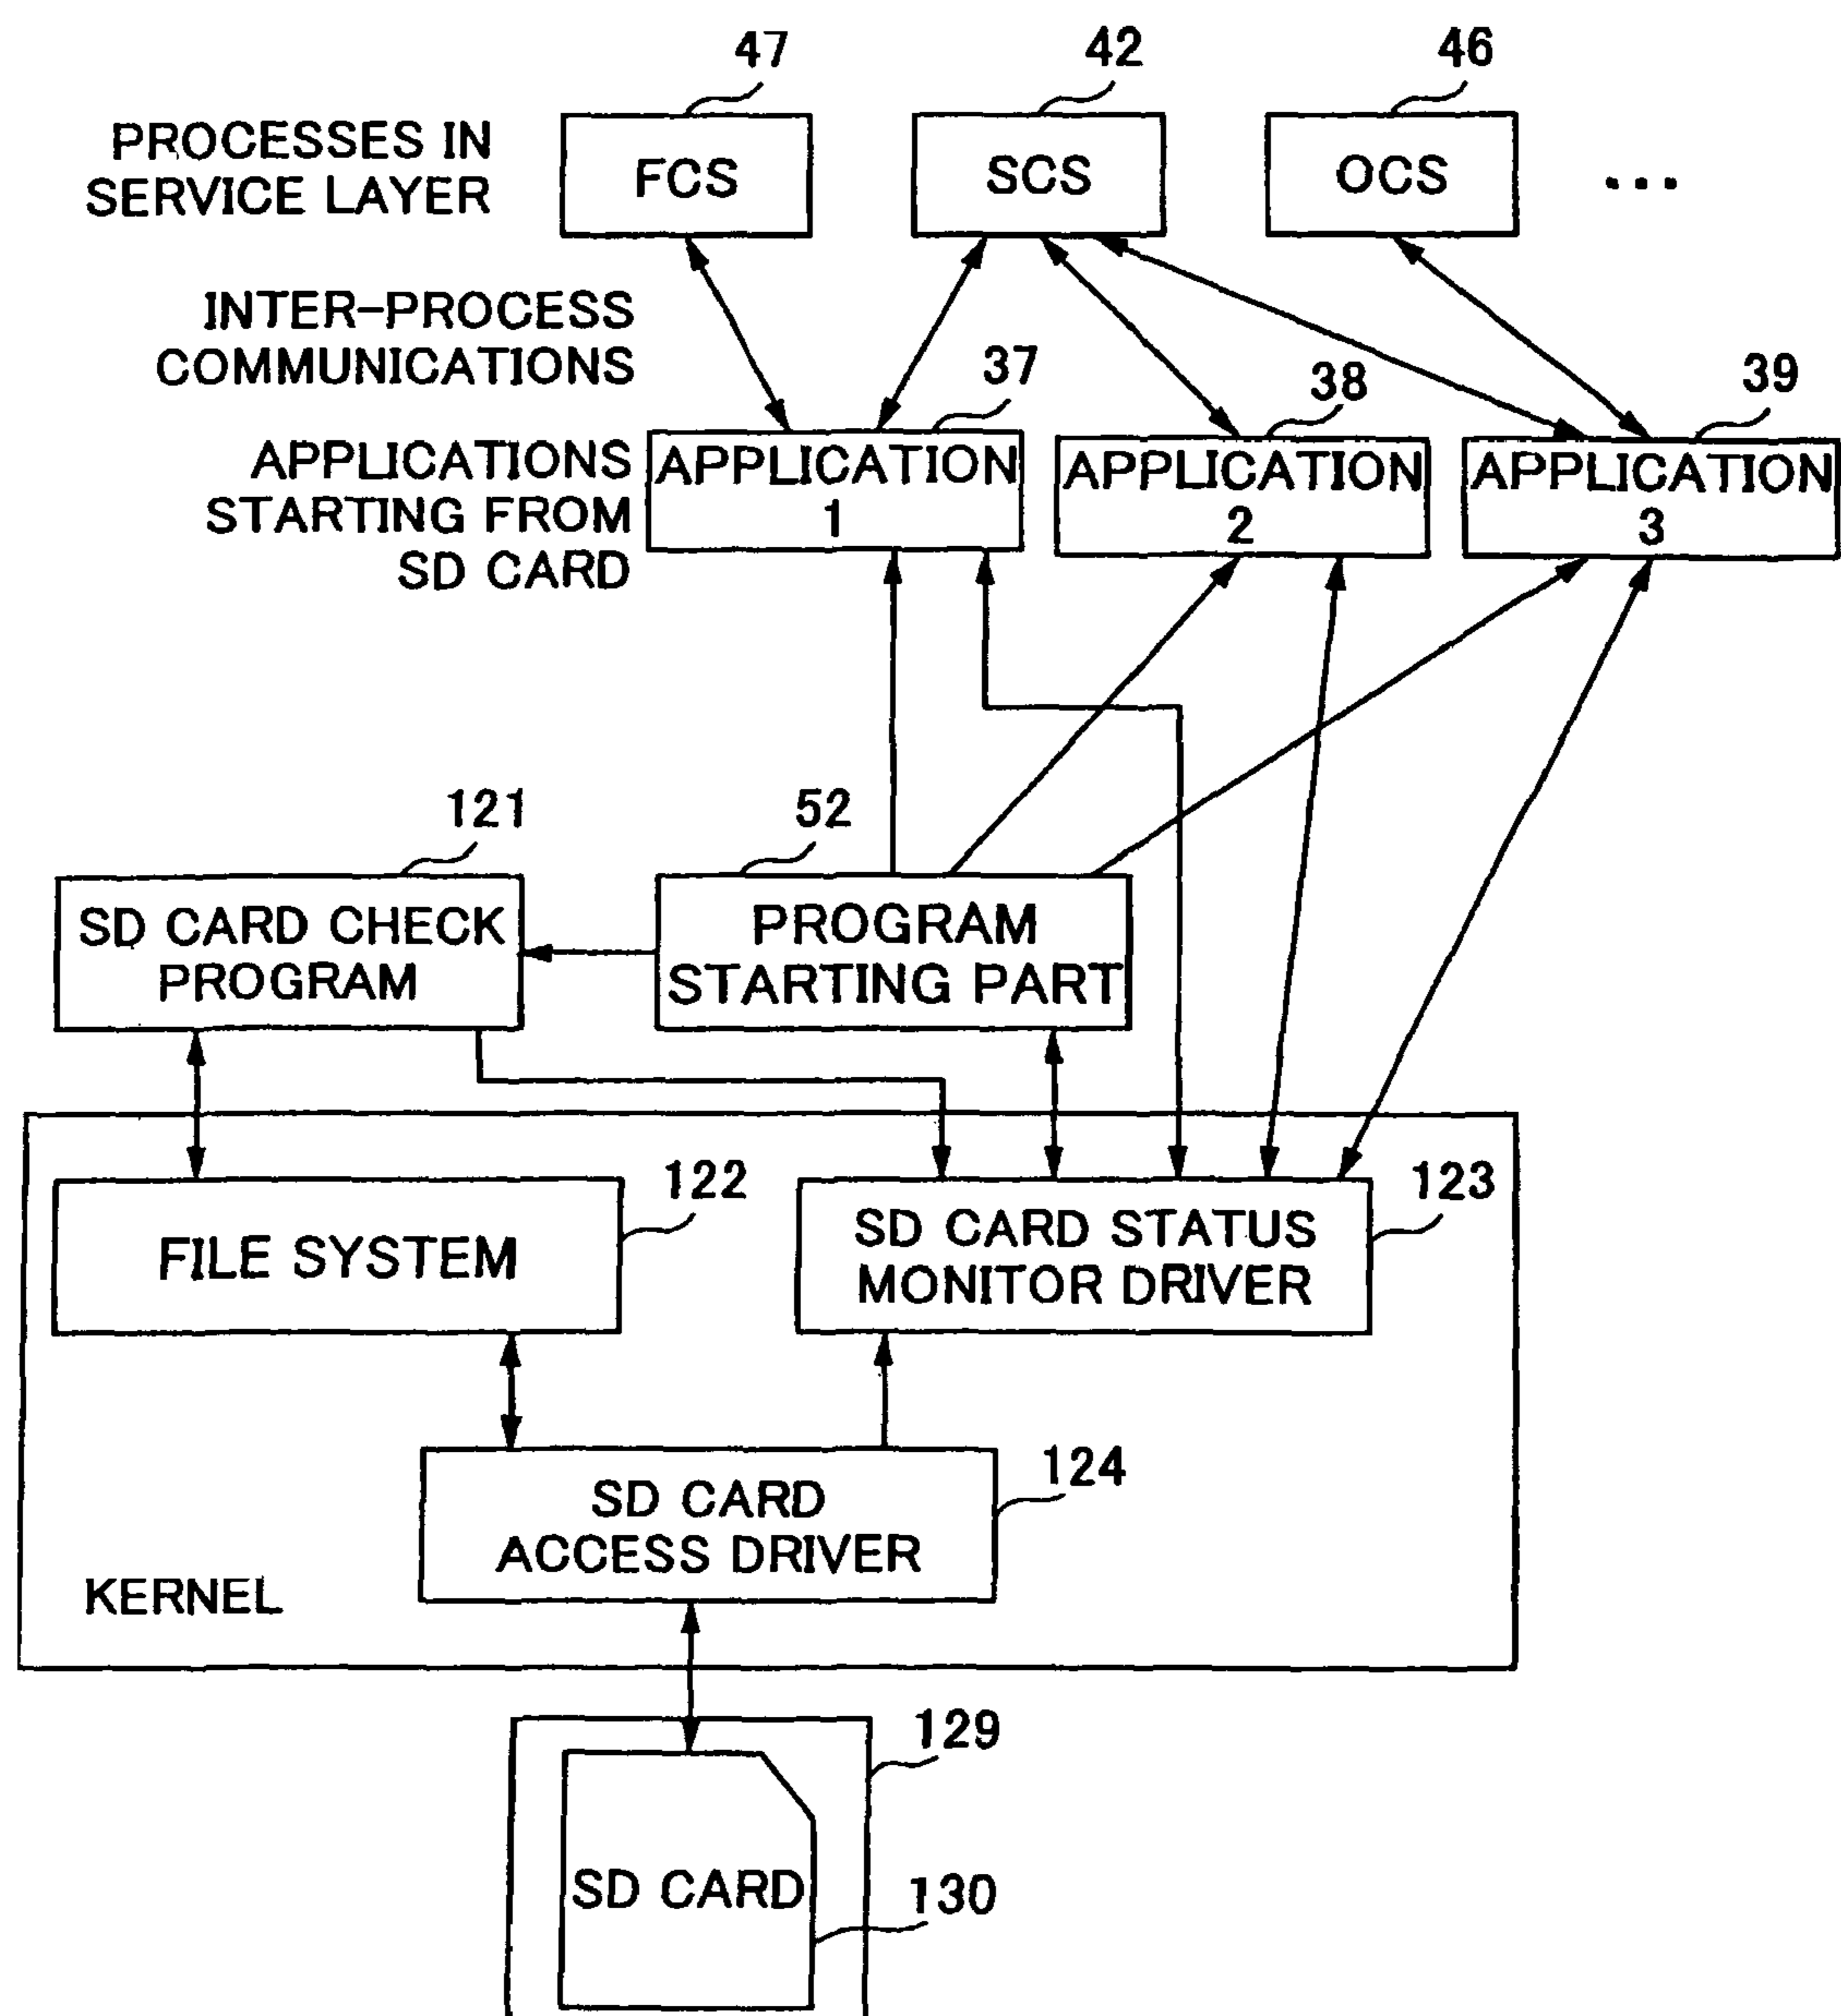 47
42
46
PROCESSES IN
SERVICE LAYER
FCS
SCS
OCS
...
INTER-PROCESS
COMMUNICATIONS
37
38
39
APPLICATIONS
STARTING FROM
SD CARD
APPLICATION
1
APPLICATION
2
APPLICATION
3
121
52
SD CARD CHECK
PROGRAM
PROGRAM
STARTING PART
122
123
FILE SYSTEM
SD CARD STATUS
MONITOR DRIVER
124
SD CARD
ACCESS DRIVER
KERNEL
129
SD CARD
130